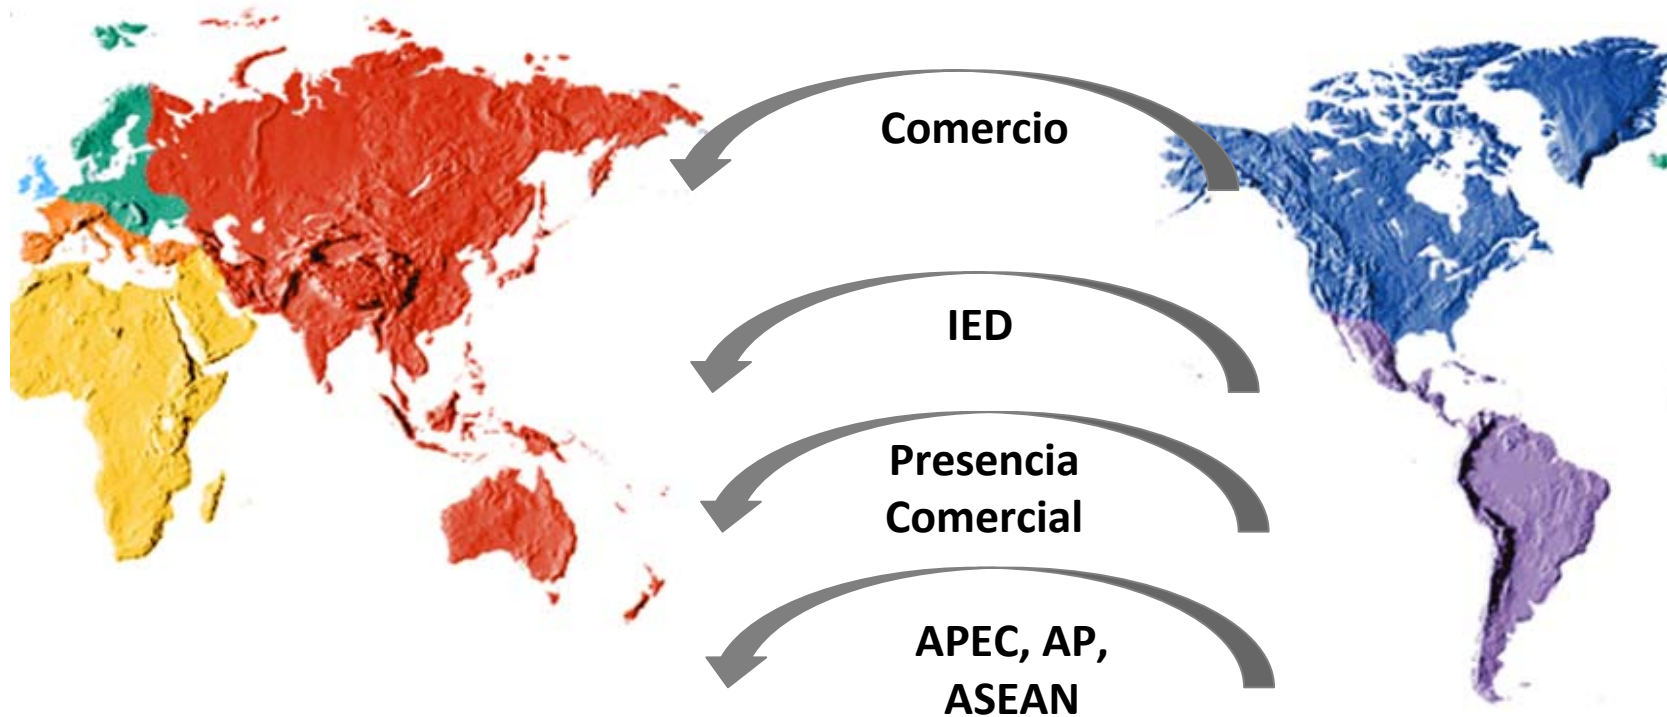 Comercio
IED
Presencia
Comercial
APEC, AP,
ASEAN